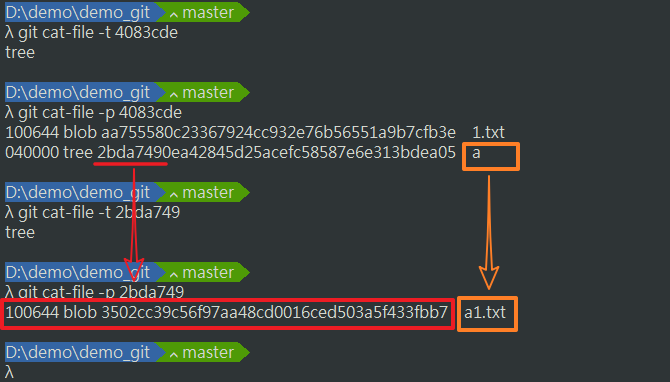 D:\demo\demo_git master
λ git cat-file -t 4083cde
tree
D:\demo\demo_git master
λ git cat-file -p 4083cde
100644 blob aa755580c23367924cc932e76b56551a9b7cfb3e 1.txt
040000 tree 2bda7490ea42845d25acefc58587e6e313bdea05 a
D:\demo\demo_git master
λ git cat-file -t 2bda749
tree
D:\demo\demo_git master
λ git cat-file -p 2bda749
100644 blob 3502cc39c56f97aa48cd0016ced503a5f433fbb7 a1.txt
D:\demo\demo_git master
λ